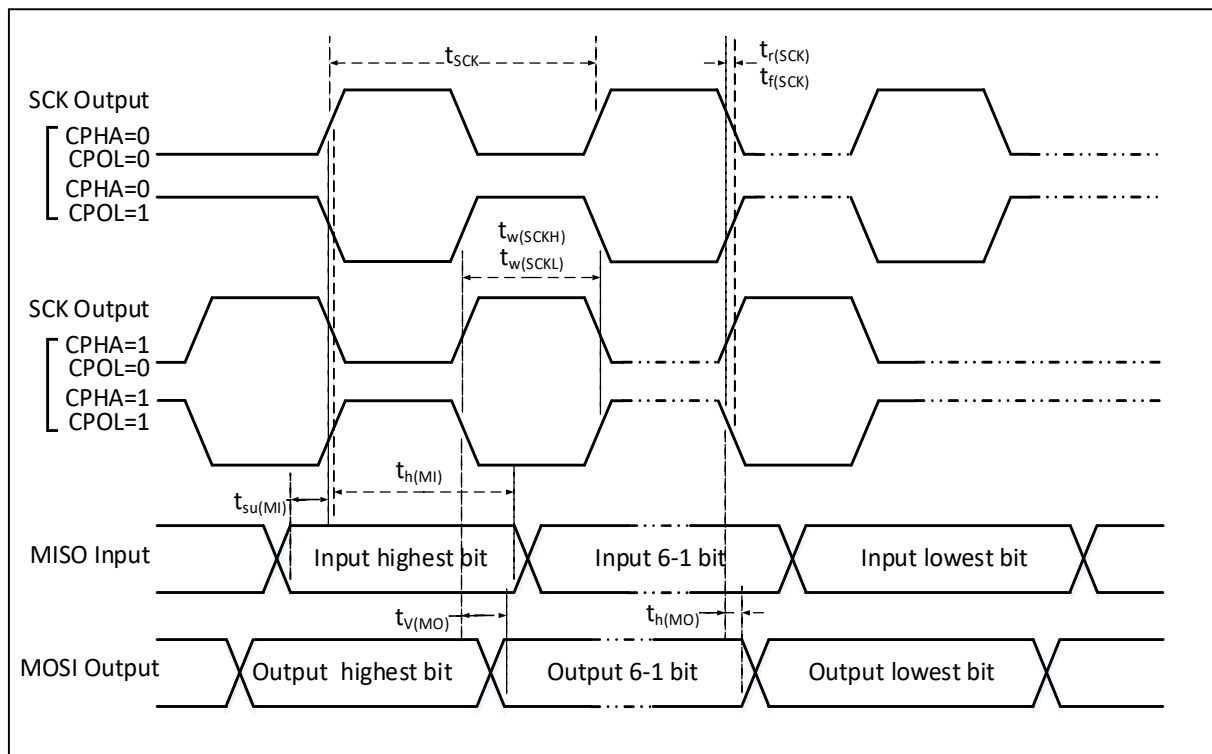 tSCK
tr(SCK)
tf(SCK)
SCK Output
CPHA=0
CPOL=0
CPHA=0
CPOL=1
tw(SCKH)
tw(SCKL)
SCK Output
CPHA=1
CPOL=0
CPHA=1
CPOL=1
th(MI)
tsu(MI)
MISO Input
Input highest bit
Input 6-1 bit
Input lowest bit
tV(MO)
th(MO)
MOSI Output
Output highest bit
Output 6-1 bit
Output lowest bit